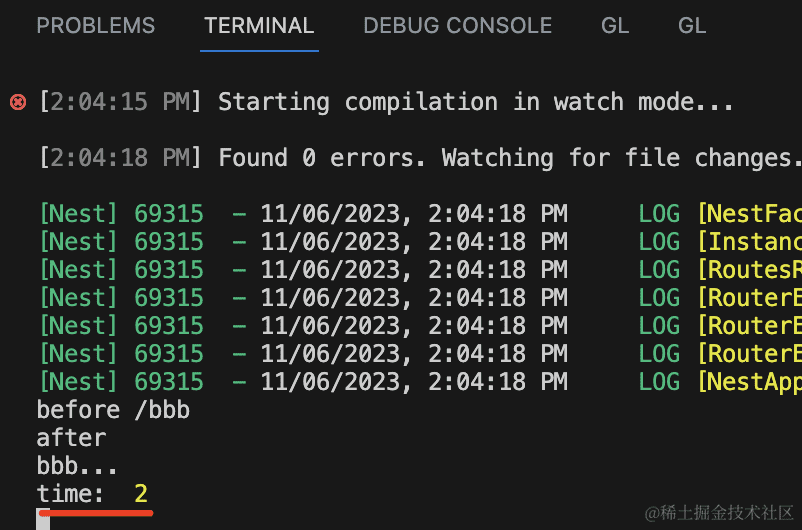 PROBLEMS TERMINAL DEBUG CONSOLE GL GL
[2:04:15 PM] Starting compilation in watch mode...
[2:04:18 PM] Found 0 errors. Watching for file changes.
[Nest] 69315  - 11/06/2023, 2:04:18 PM     LOG [NestFac
[Nest] 69315  - 11/06/2023, 2:04:18 PM     LOG [Instanc
[Nest] 69315  - 11/06/2023, 2:04:18 PM     LOG [RoutesR
[Nest] 69315  - 11/06/2023, 2:04:18 PM     LOG [RouterE
[Nest] 69315  - 11/06/2023, 2:04:18 PM     LOG [RouterE
[Nest] 69315  - 11/06/2023, 2:04:18 PM     LOG [RouterE
[Nest] 69315  - 11/06/2023, 2:04:18 PM     LOG [NestApp
before /bbb
after
bbb...
time:  2
@稀土掘金技术社区